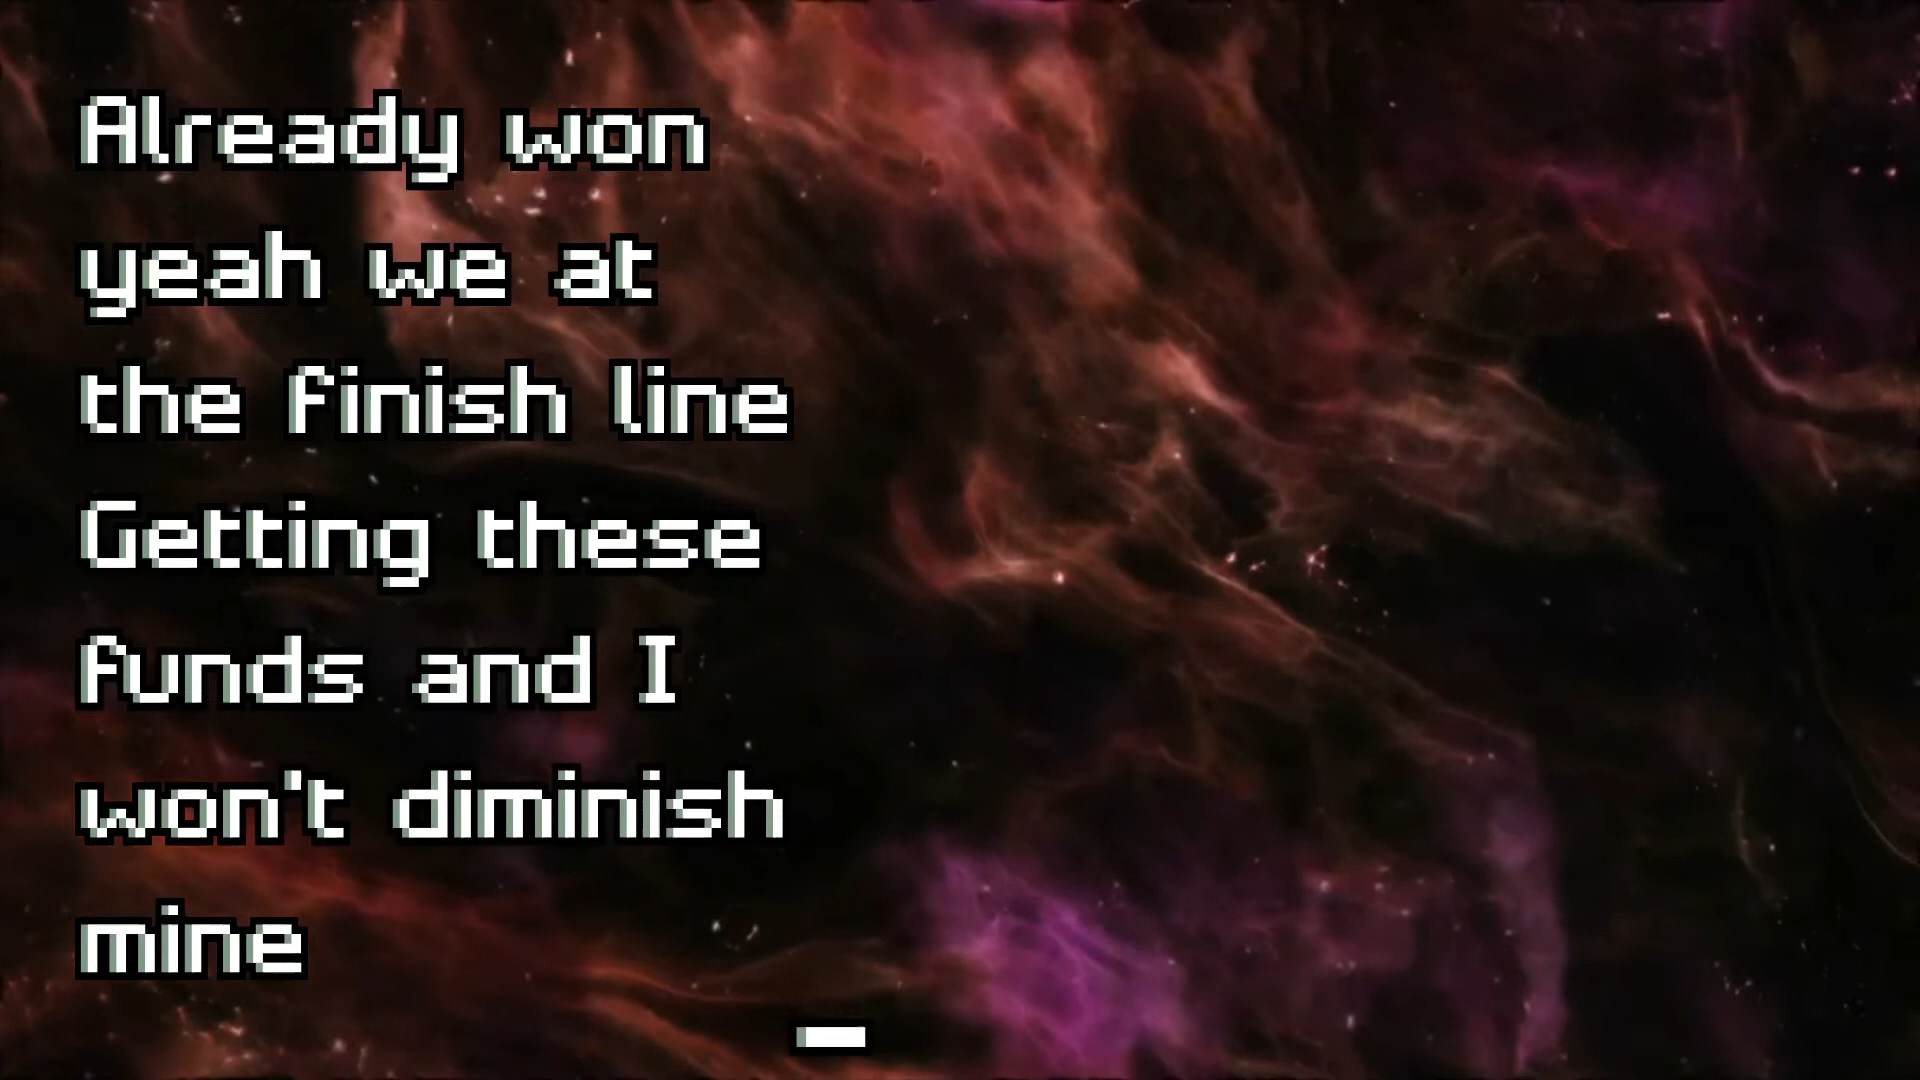 Already won
yeah we at
the finish line
Getting these
funds and I
won't diminish
mine